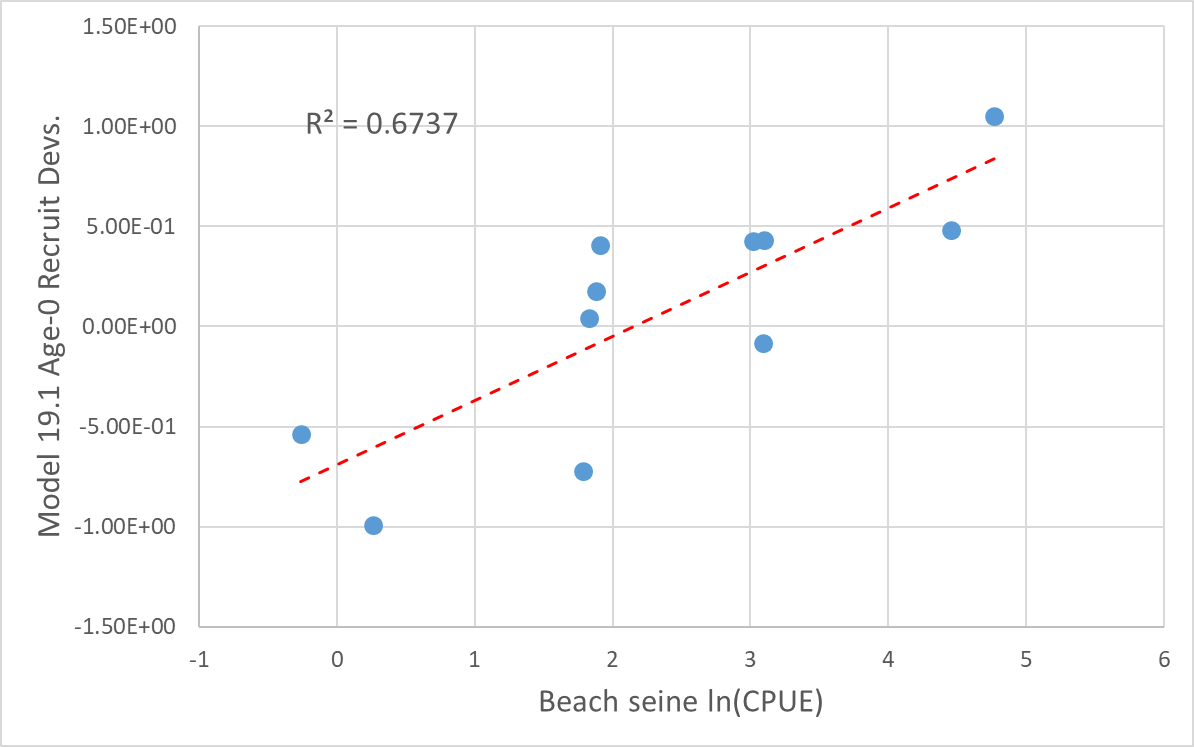 1.50E+00
1.00E+00
5.00E-01
0.00E+00
-5.00E-01
-1.00E+00
-1.50E+00
Model 19.1 Age-0 Recruit Devs.
R² = 0.6737
-1 0 1 2 3 4 5 6
Beach seine ln(CPUE)